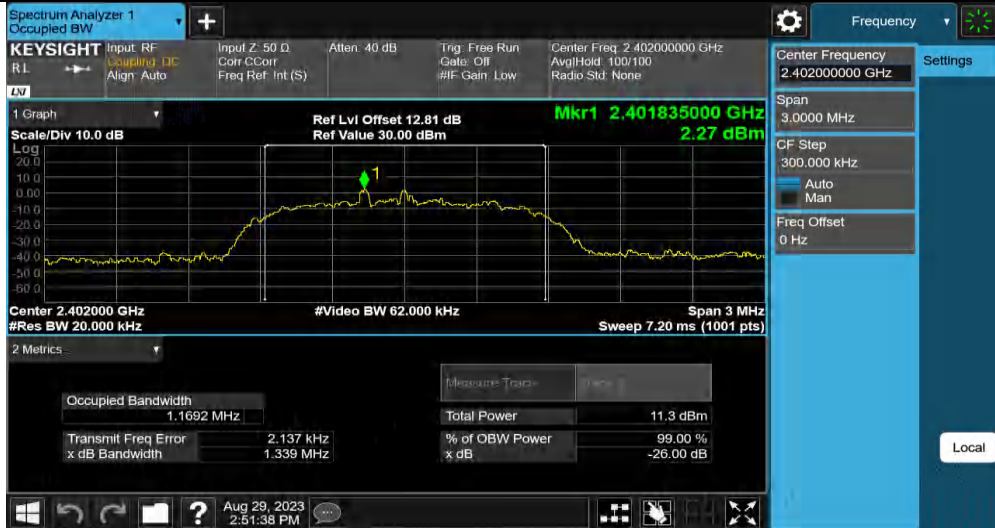 Spectrum Analyzer 1
Occupied BW
Frequency
KEYSIGHT
RL
LXI
Input: RF
Coupling: DC
Align: Auto
Input Z: 50 Ω
Corr CCorr
Freq Ref: Int (S)
Atten: 40 dB
Trig: Free Run
Gate: Off
#IF Gain: Low
Center Freq: 2.402000000 GHz
Avg|Hold: 100/100
Radio Std: None
Center Frequency
2.402000000 GHz
Settings
Span
3.0000 MHz
CF Step
300.000 kHz
Auto
Man
Freq Offset
0 Hz
Local
1 Graph
Scale/Div 10.0 dB
Ref Lvl Offset 12.81 dB
Ref Value 30.00 dBm
Mkr1 2.401835000 GHz
2.27 dBm
Log
20.0
10.0
0.00
-10.0
-20.0
-30.0
-40.0
-50.0
-60.0
1
Center 2.402000 GHz
#Res BW 20.000 kHz
#Video BW 62.000 kHz
Span 3 MHz
Sweep 7.20 ms (1001 pts)
2 Metrics
Measure Trace
Occupied Bandwidth
1.1692 MHz
Total Power
11.3 dBm
Transmit Freq Error
2.137 kHz
% of OBW Power
99.00 %
x dB Bandwidth
1.339 MHz
x dB
-26.00 dB
?
Aug 29, 2023
2:51:38 PM